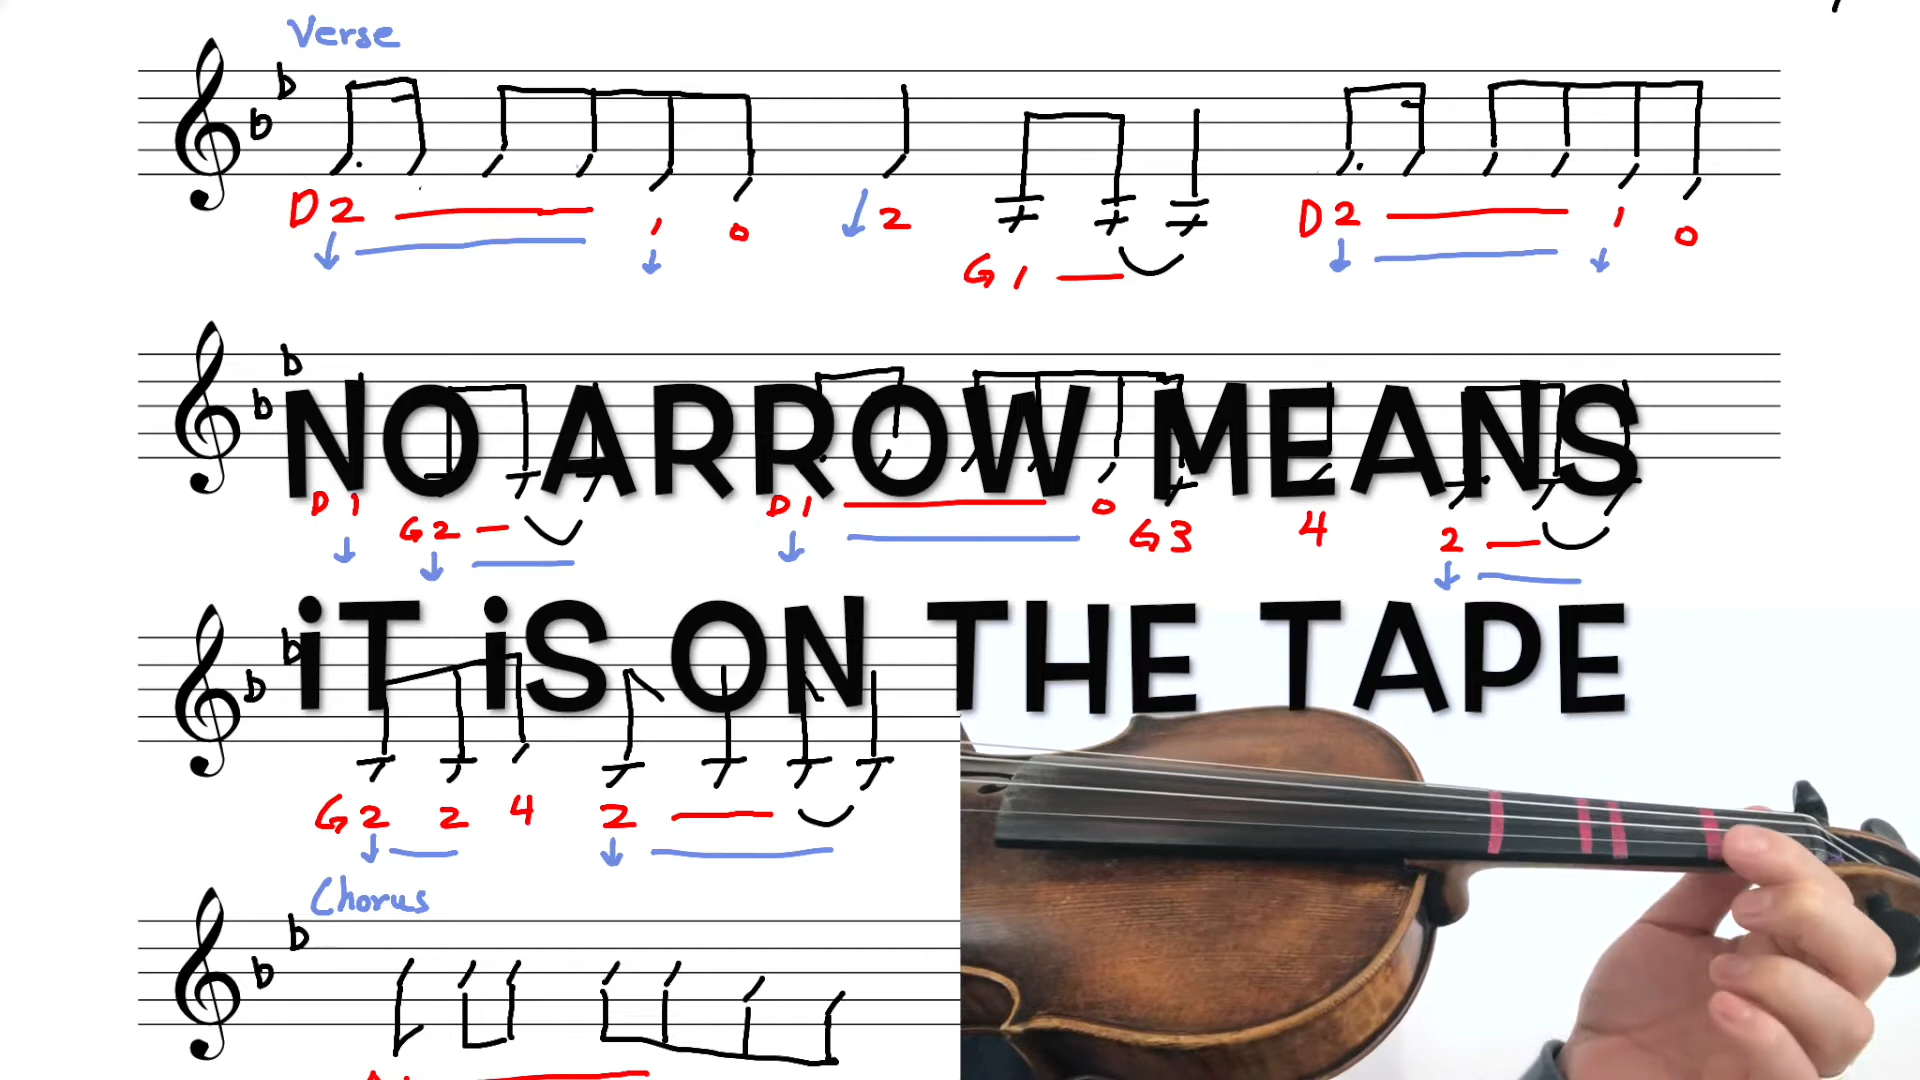 Verse
D2 1 0 2 G1 D2 1 0
NO ARROW MEANS
D1 G2 D1 0 G3 4 2
iT iS ON THE TAPE
G2 2 4 2
Chorus